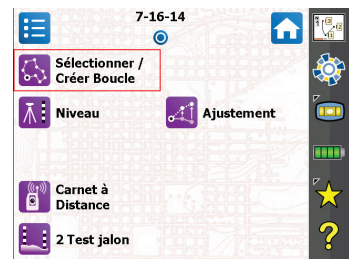 7-16-14
Sélectionner /
Créer Boucle
Niveau
Ajustement
Carnet à
Distance
2 Test jalon